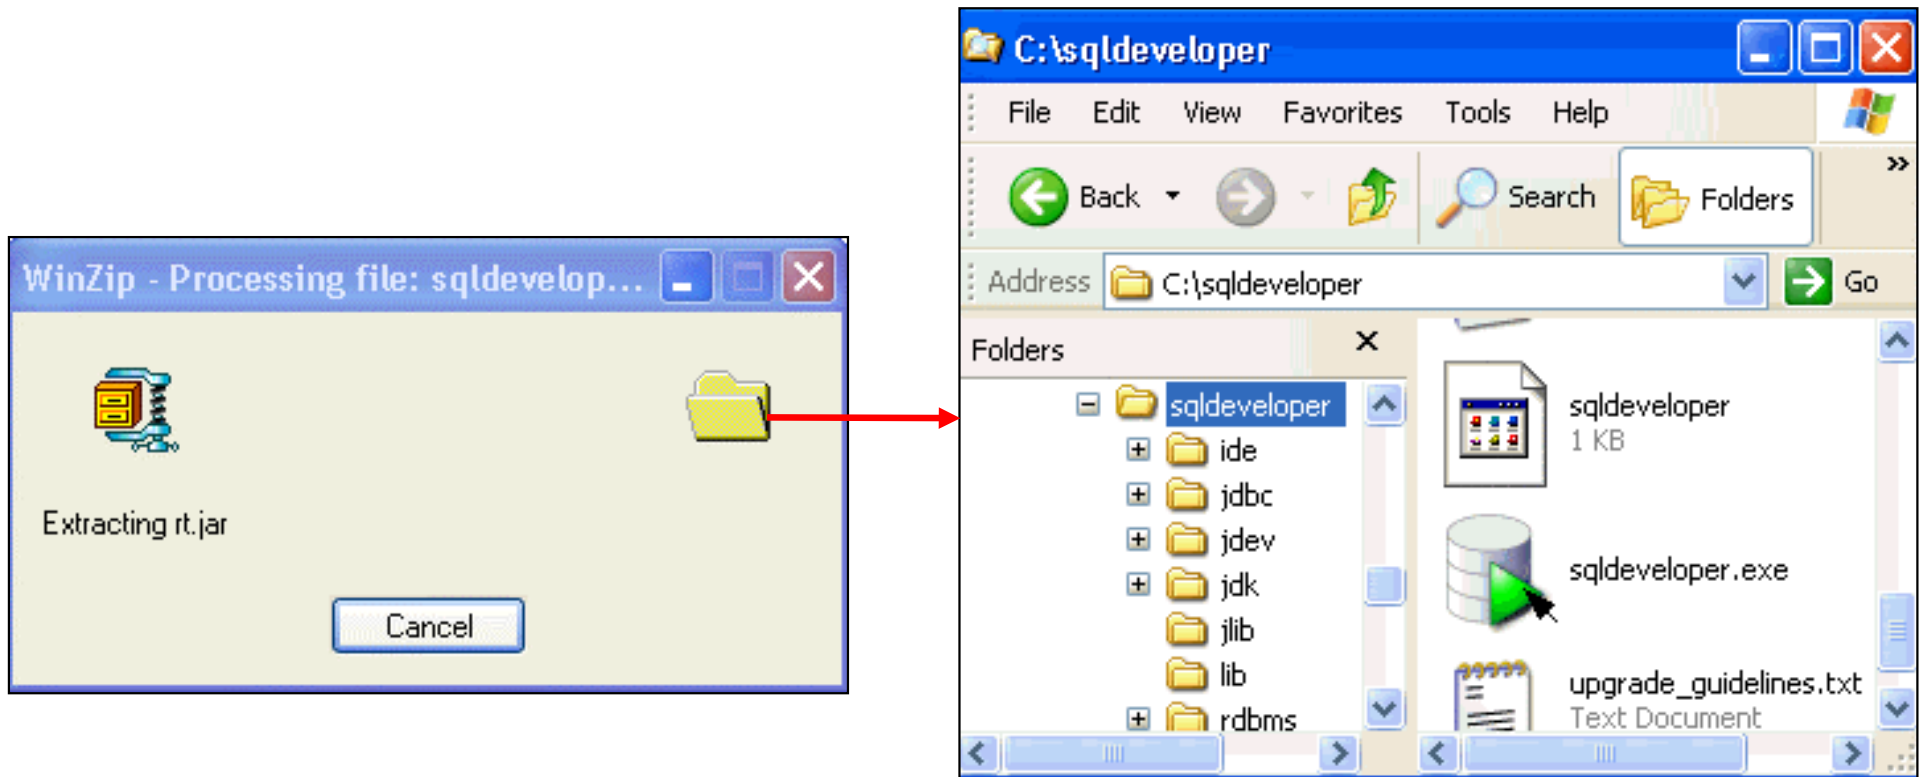 WinZip - Processing file: sqldevelop...
Extracting rt.jar
Cancel
C:\sqldeveloper
File Edit View Favorites Tools Help
Back Search Folders »
Address C:\sqldeveloper Go
Folders
sqldeveloper
ide
jdbc
jdev
jdk
jlib
lib
rdbms
sqldeveloper
1 KB
sqldeveloper.exe
upgrade_guidelines.txt
Text Document